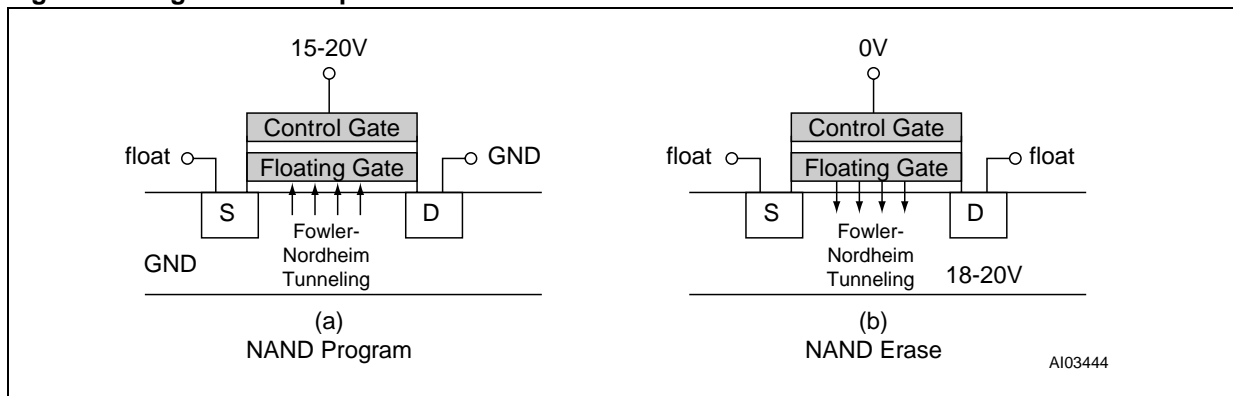 15-20V
Control Gate
float
Floating Gate
GND
S
D
Fowler-
Nordheim
Tunneling
GND
(a)
NAND Program
0V
Control Gate
float
Floating Gate
float
S
D
Fowler-
Nordheim
Tunneling
18-20V
(b)
NAND Erase
AI03444